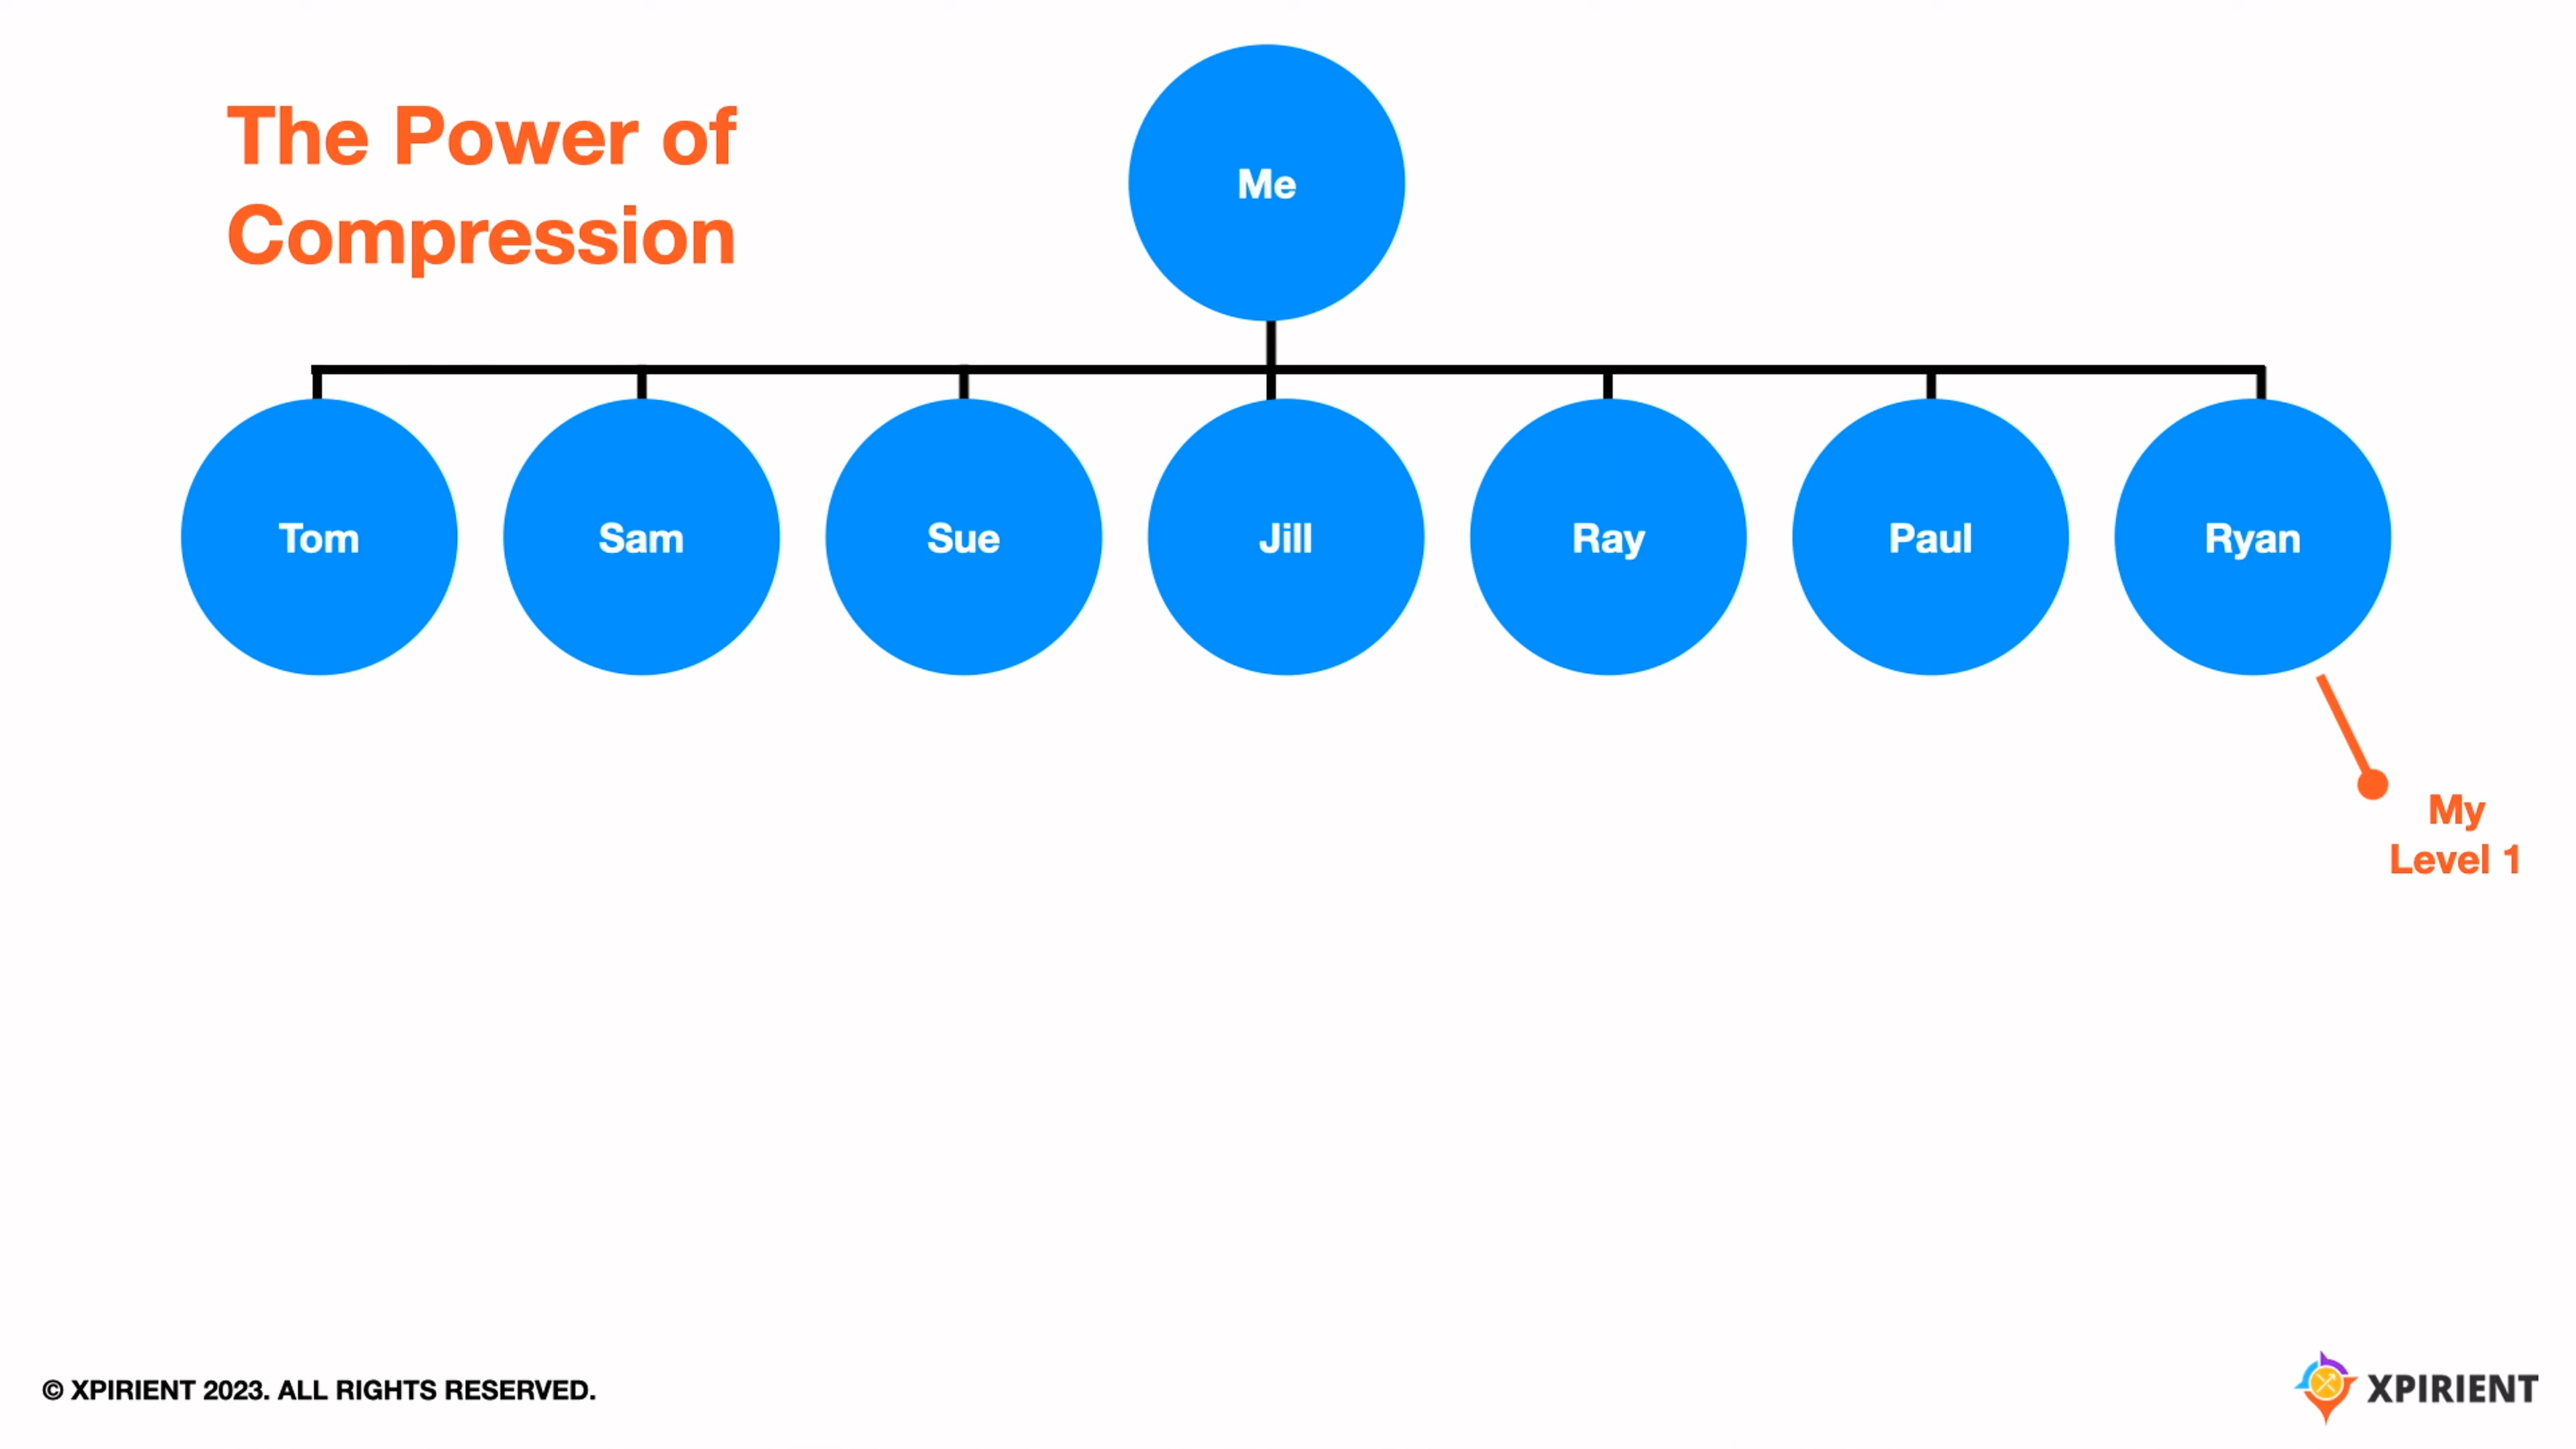 The Power of
Compression
Me
Tom
Sam
Sue
Jill
Ray
Paul
Ryan
My
Level 1
© XPIRIENT 2023. ALL RIGHTS RESERVED.
XPIRIENT